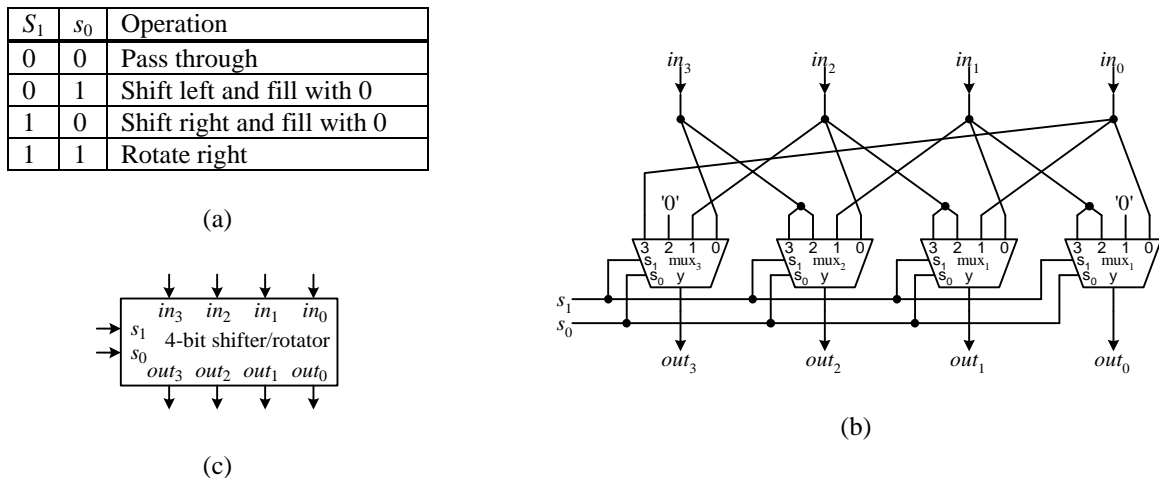 S1 s0 Operation
0 0 Pass through
0 1 Shift left and fill with 0
1 0 Shift right and fill with 0
1 1 Rotate right
(a)
in3 in2 in1 in0
'0' '0'
3 2 1 0 3 2 1 0 3 2 1 0 3 2 1 0
s1 mux3 s1 mux2 s1 mux1 s1 mux1
s0 y s0 y s0 y s0 y
s1
s0
out3 out2 out1 out0
(b)
in3 in2 in1 in0
s1 4-bit shifter/rotator
s0
out3 out2 out1 out0
(c)